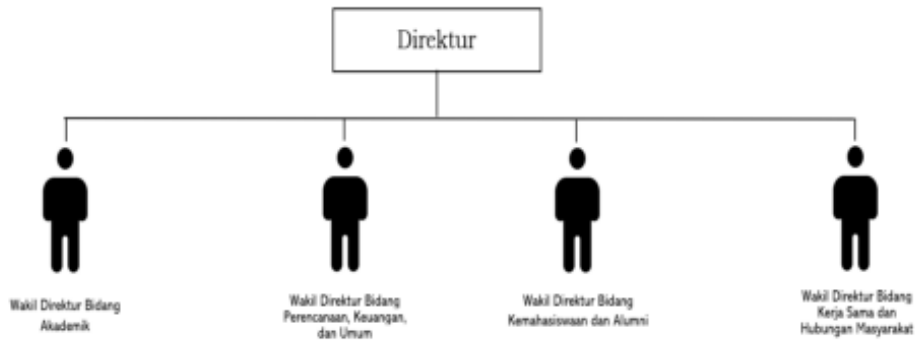 Direktur
Wakil Direktur Bidang
Akademik
Wakil Direktur Bidang
Perencanaan, Keuangan,
dan Umum
Wakil Direktur Bidang
Kemahasiswaan dan Alumni
Wakil Direktur Bidang
Kerja Sama dan
Hubungan Masyarakat